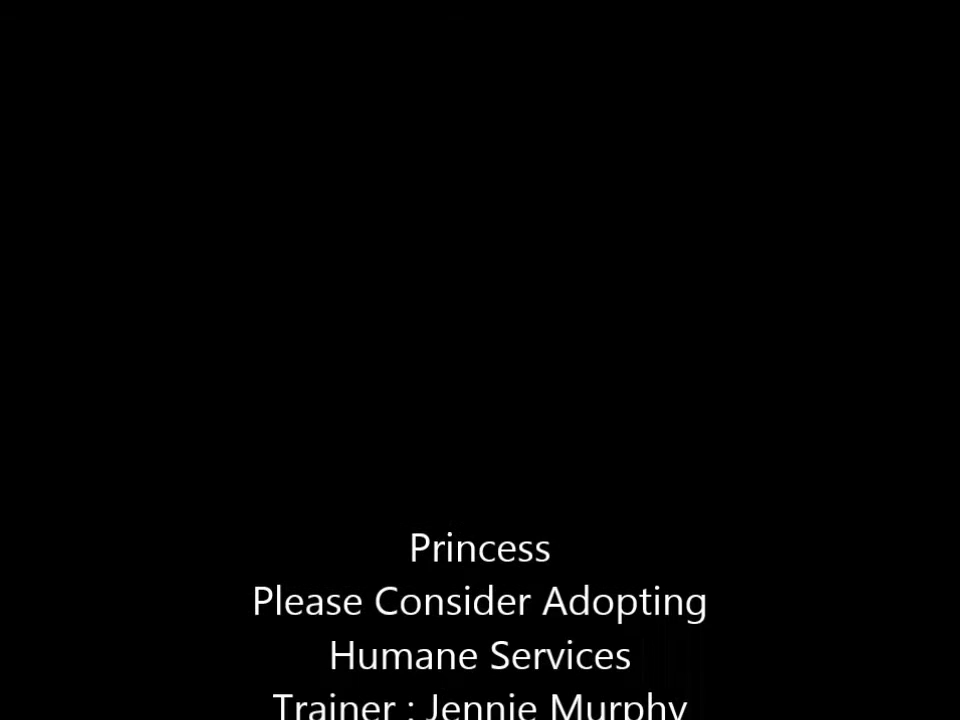 Princess
Please Consider Adopting
Humane Services
Trainer : Jennie Murphy